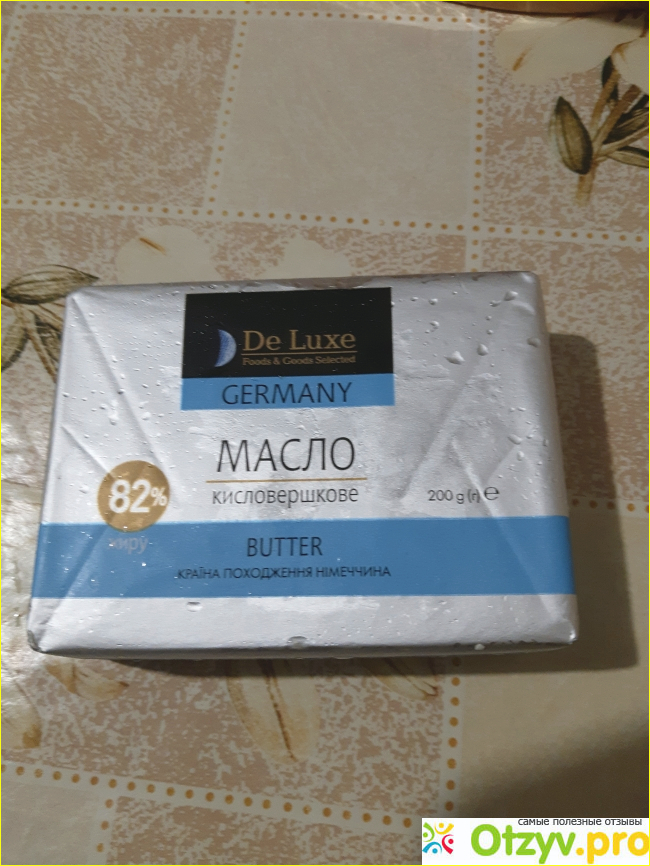 De Luxe
Foods & Goods Selected
GERMANY
МАСЛО
кисловершкове
82%
жиру
200 g (г) ℮
BUTTER
КРАЇНА ПОХОДЖЕННЯ НІМЕЧЧИНА
самые полезные отзывы
Otzyv.pro